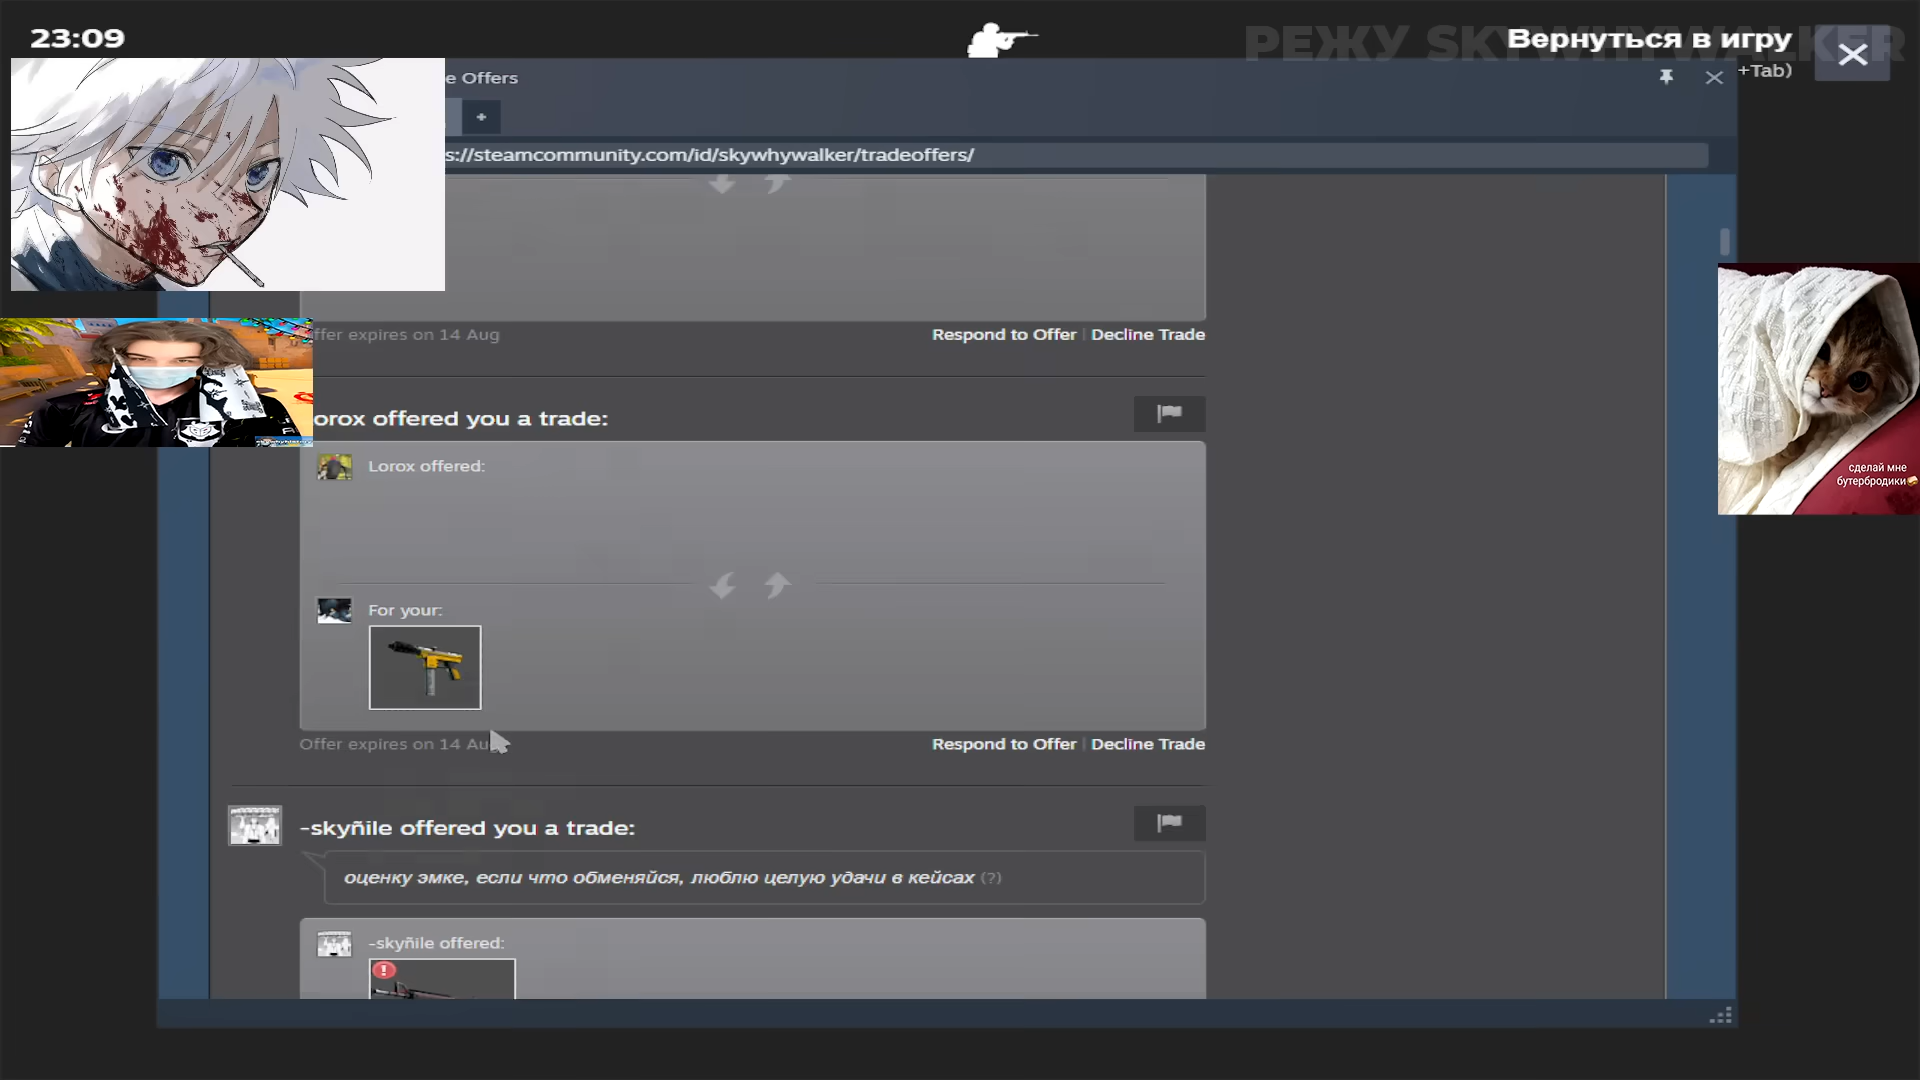 23:09
РЕЖУ SKYWHYWALKER
Вернуться в игру
+Tab)
e Offers
+
s://steamcommunity.com/id/skywhywalker/tradeoffers/
ffer expires on 14 Aug
Respond to Offer | Decline Trade
orox offered you a trade:
Lorox offered:
For your:
Offer expires on 14 Au
Respond to Offer | Decline Trade
сделай мне
бутербродики
-skyñile offered you a trade:
оценку эмке, если что обменяйся, люблю целую удачи в кейсах (?)
-skyñile offered: